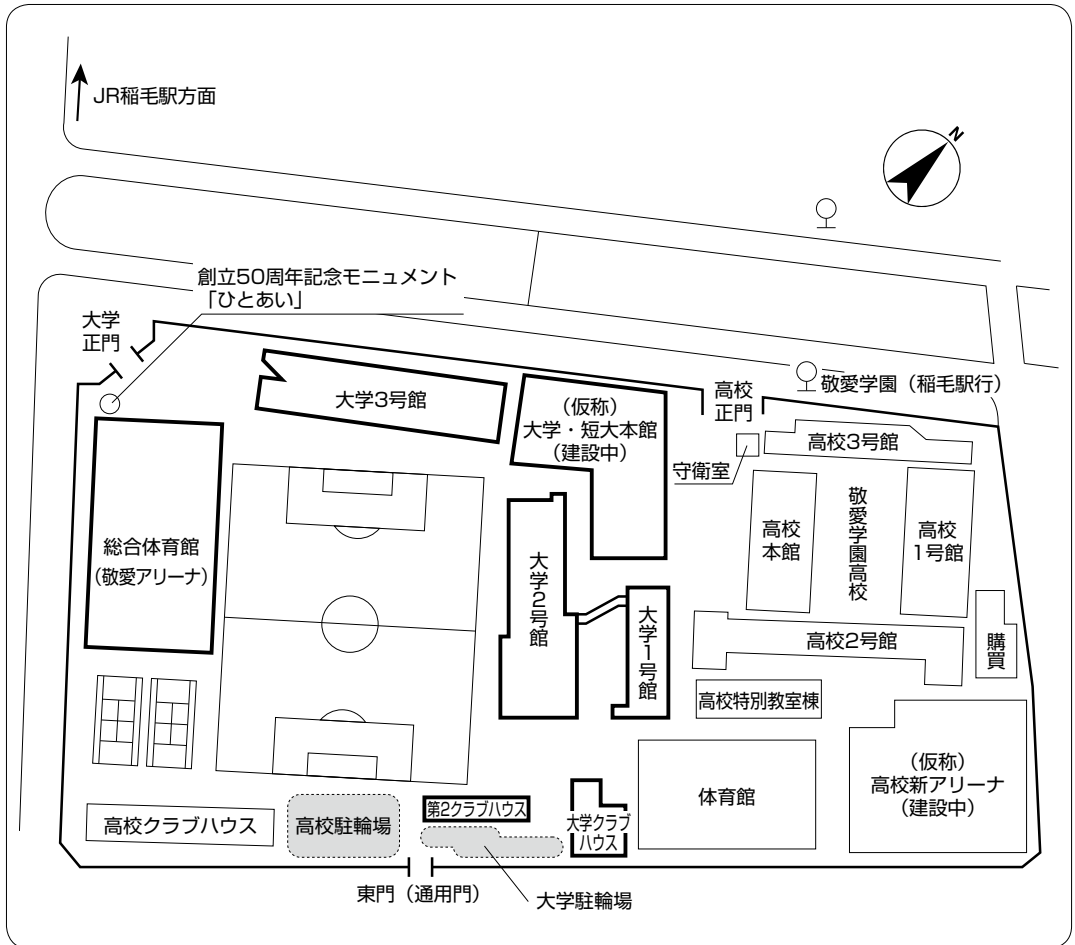 JR稲毛駅方面
N
創立50周年記念モニュメント
「ひとあい」
大学
正門
敬愛学園（稲毛駅行）
高校
正門
大学3号館
（仮称）
大学・短大本館
（建設中）
高校3号館
守衛室
総合体育館
（敬愛アリーナ）
高校
本館
敬愛学園高校
高校
1号館
大学2号館
大学1号館
高校2号館
購買
高校特別教室棟
（仮称）
高校新アリーナ
（建設中）
体育館
高校クラブハウス
高校駐輪場
第2クラブハウス
大学クラブ
ハウス
東門（通用門）
大学駐輪場